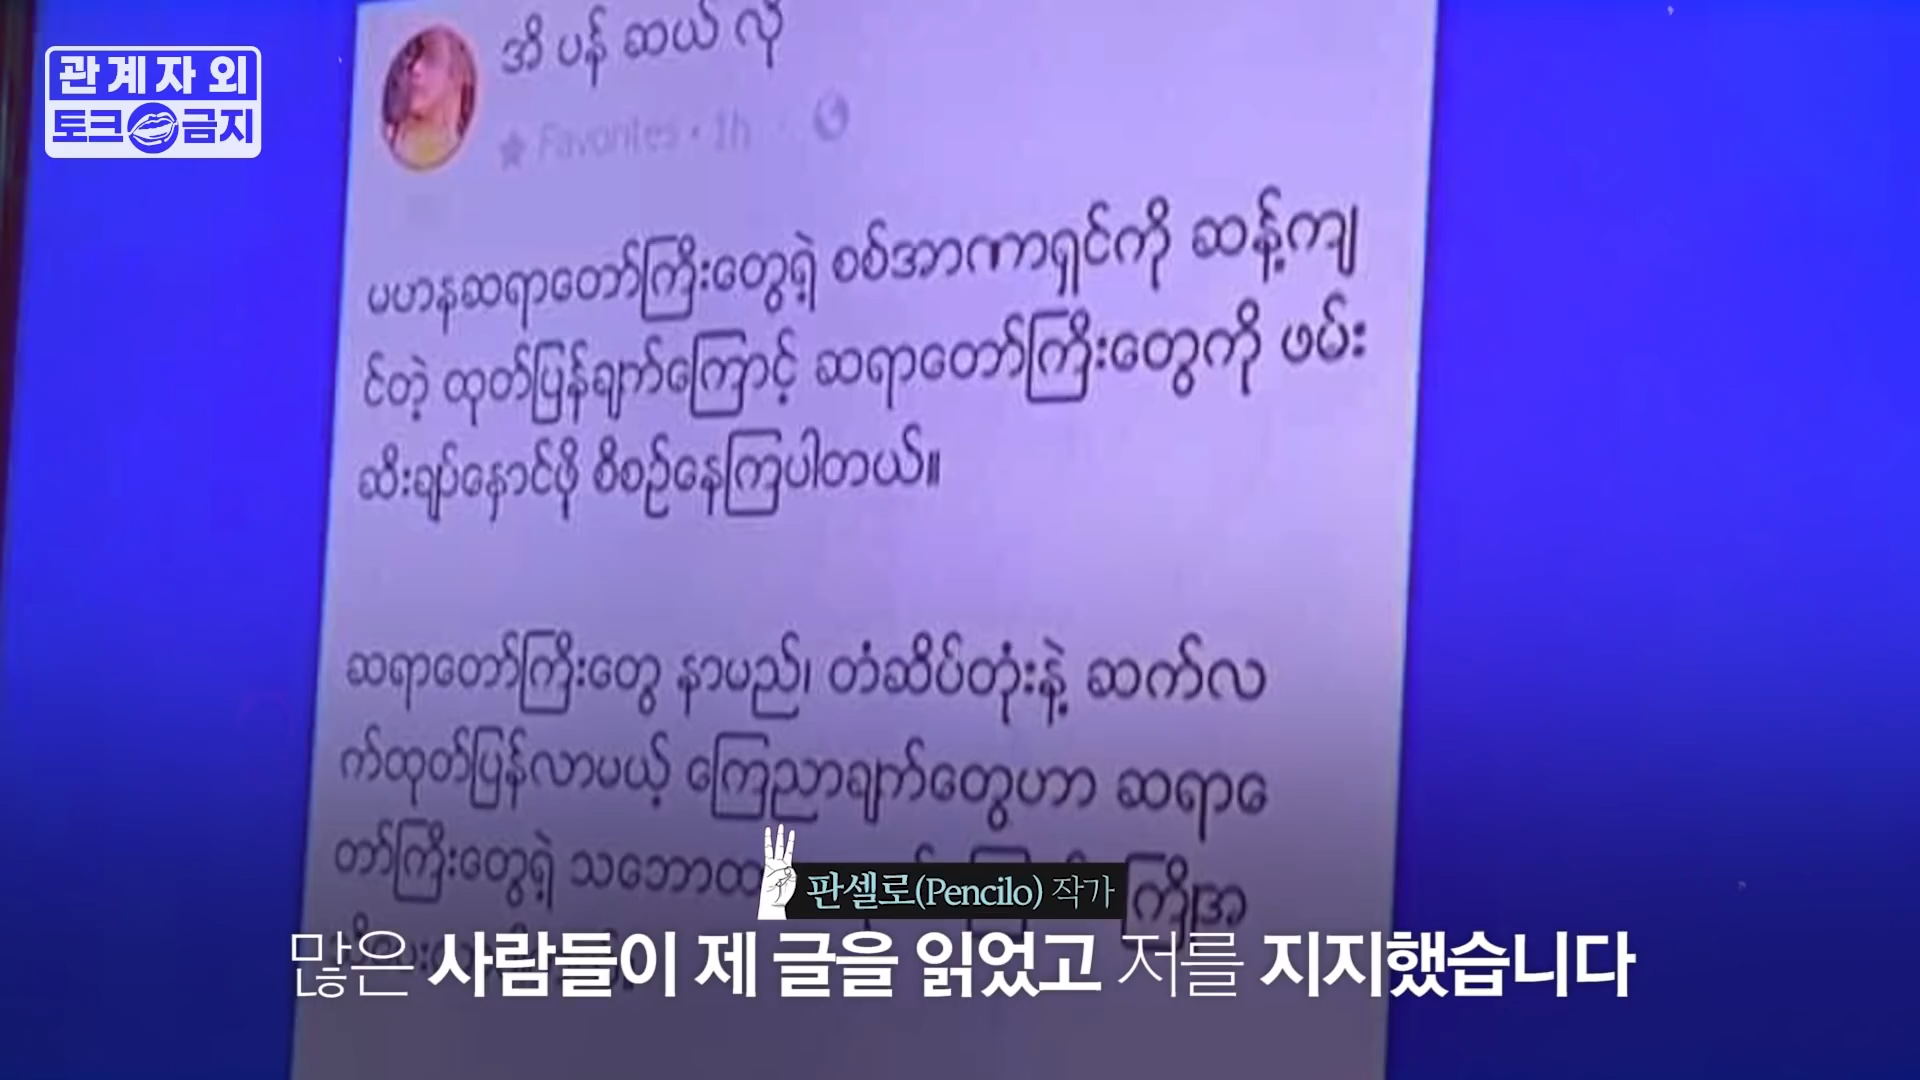 관계자 외
토크 금지
အိ ပန် ဆယ် လို
Favorites · 1h
မဟနဆရာတော်ကြီးတွေရဲ့ စစ်အာဏာရှင်ကို ဆန့်ကျ
င်တဲ့ ထုတ်ပြန်ချက်ကြောင့် ဆရာတော်ကြီးတွေကို ဖမ်း
ဆီးချုပ်နှောင်ဖို့ စီစဉ်နေကြပါတယ်။
ဆရာတော်ကြီးတွေ နာမည်၊ တံဆိပ်တုံးနဲ့ ဆက်လ
က်ထုတ်ပြန်လာမယ့် ကြေညာချက်တွေဟာ ဆရာ‌ေ
တာ်ကြီးတွေရဲ့
판셀로(Pencilo) 작가
많은 사람들이 제 글을 읽었고 저를 지지했습니다